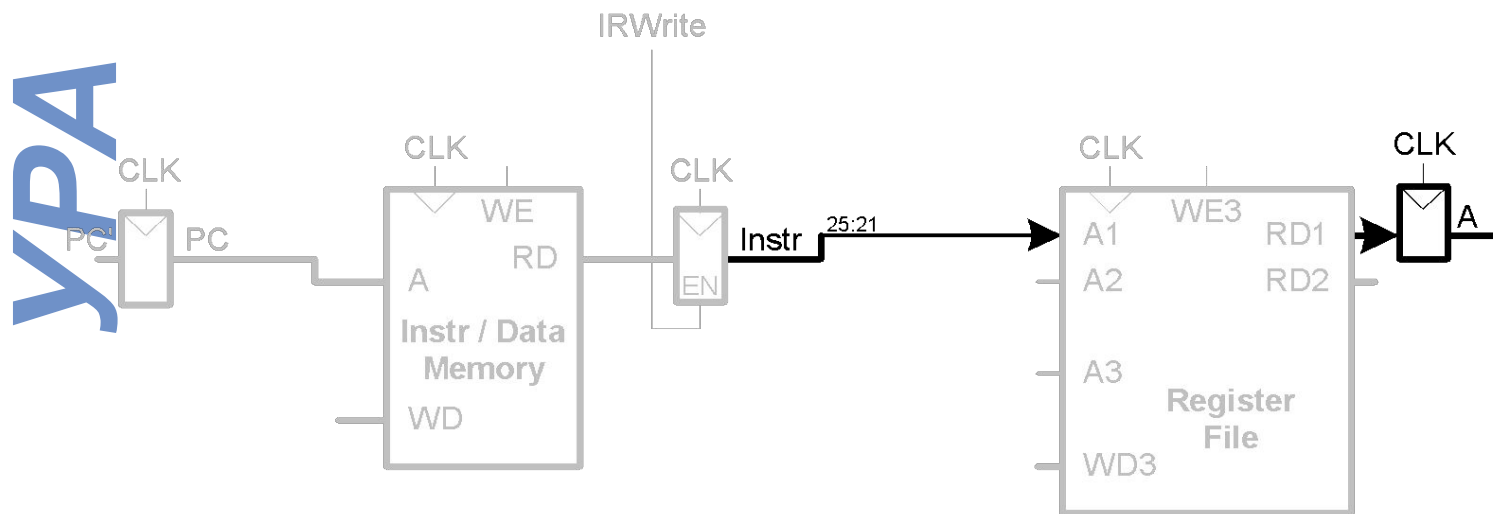 УРА
IRWrite
CLK
CLK
CLK
CLK
CLK
PC'
PC
WE
RD
A
Instr / Data
Memory
WD
EN
Instr
25:21
A1
WE3
RD1
A
A2
RD2
A3
Register
File
WD3